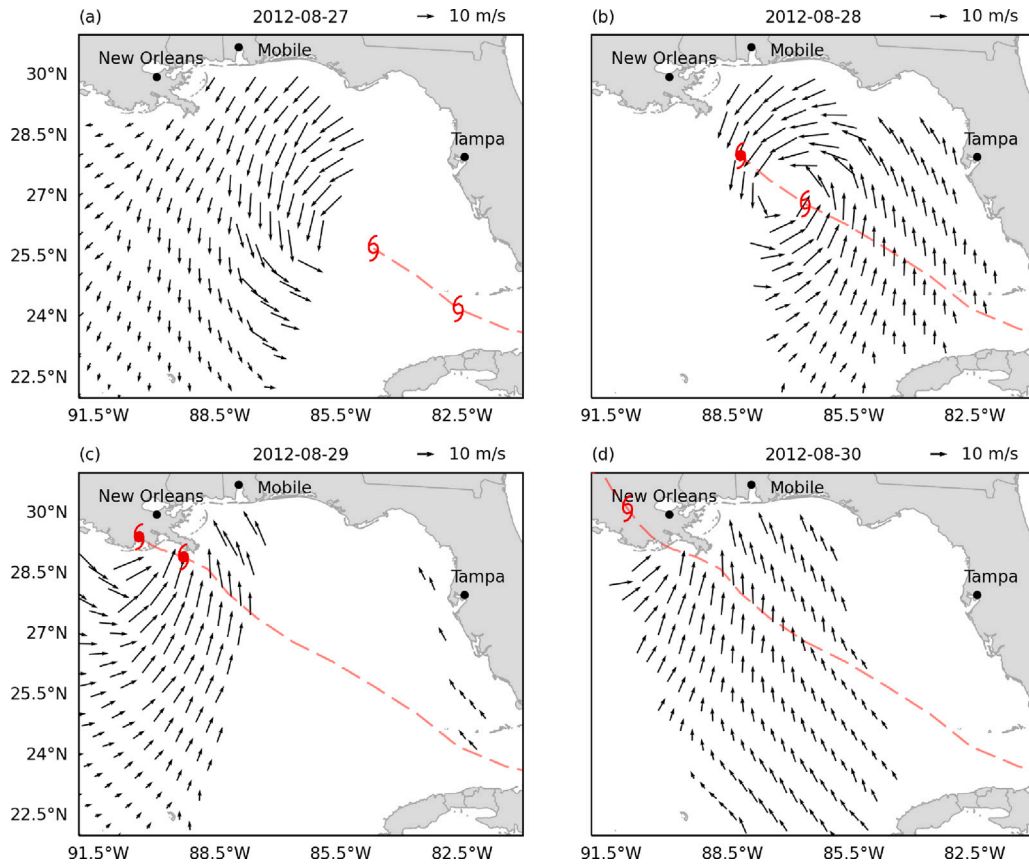 (a) 2012-08-27 10 m/s
New Orleans Mobile
Tampa
30°N
28.5°N
27°N
25.5°N
24°N
22.5°N
91.5°W 88.5°W 85.5°W 82.5°W
(b) 2012-08-28 10 m/s
New Orleans Mobile
Tampa
91.5°W 88.5°W 85.5°W 82.5°W
(c) 2012-08-29 10 m/s
New Orleans Mobile
Tampa
30°N
28.5°N
27°N
25.5°N
24°N
22.5°N
91.5°W 88.5°W 85.5°W 82.5°W
(d) 2012-08-30 10 m/s
New Orleans Mobile
Tampa
91.5°W 88.5°W 85.5°W 82.5°W